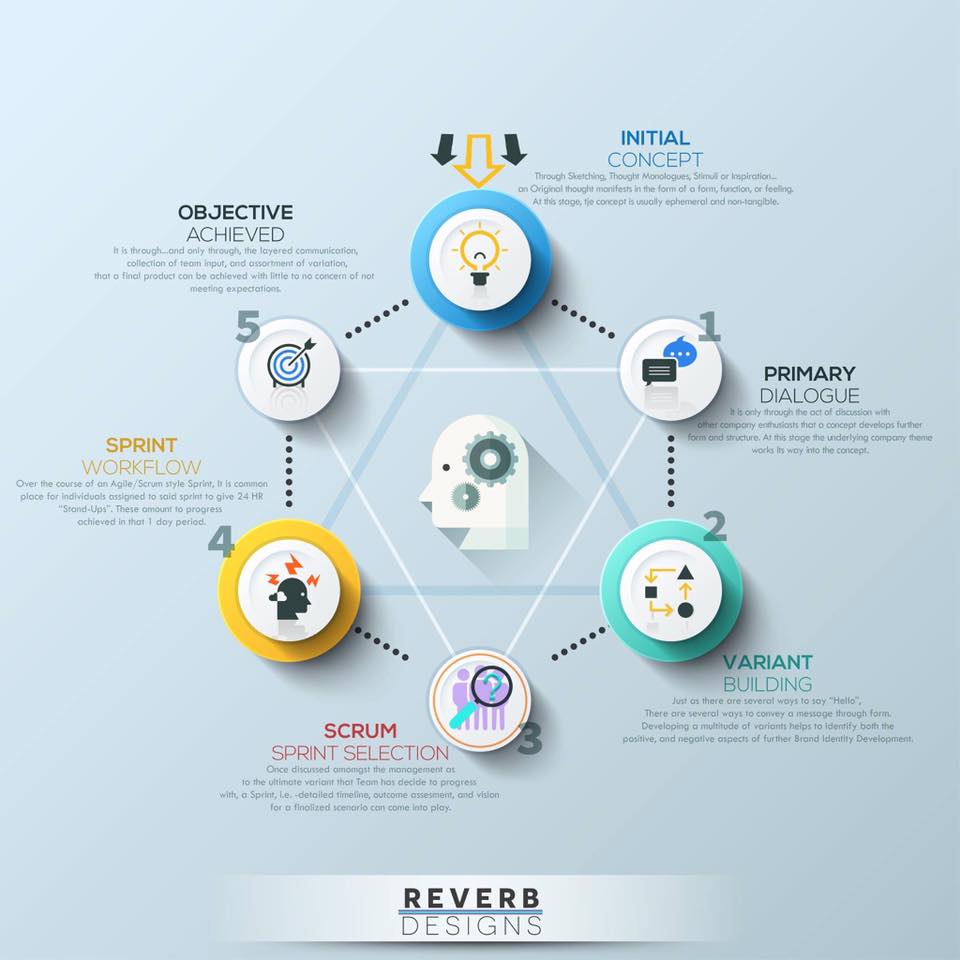 INITIAL
CONCEPT
Through Sketching, Thought Monologues, Stimuli or Inspiration...
an Original thought manifests in the form of a form, function, or feeling.
At this stage, tje concept is usually ephemeral and non-tangible.
1
PRIMARY
DIALOGUE
It is only through the act of discussion with
other company enthusiasts that a concept develops further
form and structure. At this stage the underlying company theme
works its way into the concept.
2
VARIANT
BUILDING
Just as there are several ways to say "Hello",
There are several ways to convey a message through form.
Developing a multitude of variants helps to identify both the
positive, and negative aspects of further Brand Identity Development.
3
?
SCRUM
SPRINT SELECTION
Once discussed amongst the management as
to the ultimate variant that Team has decide to progress
with, a Sprint, i.e. -detailed timeline, outcome assesment, and vision
for a finalized scenario can come into play.
4
SPRINT
WORKFLOW
Over the course of an Agile/Scrum style Sprint, It is common
place for individuals assigned to said sprint to give 24 HR
"Stand-Ups". These amount to progress
achieved in that 1 day period.
5
OBJECTIVE
ACHIEVED
It is through...and only through, the layered communication,
collection of team input, and assortment of variation,
that a final product can be achieved with little to no concern of not
meeting expectations.
REVERB
DESIGNS